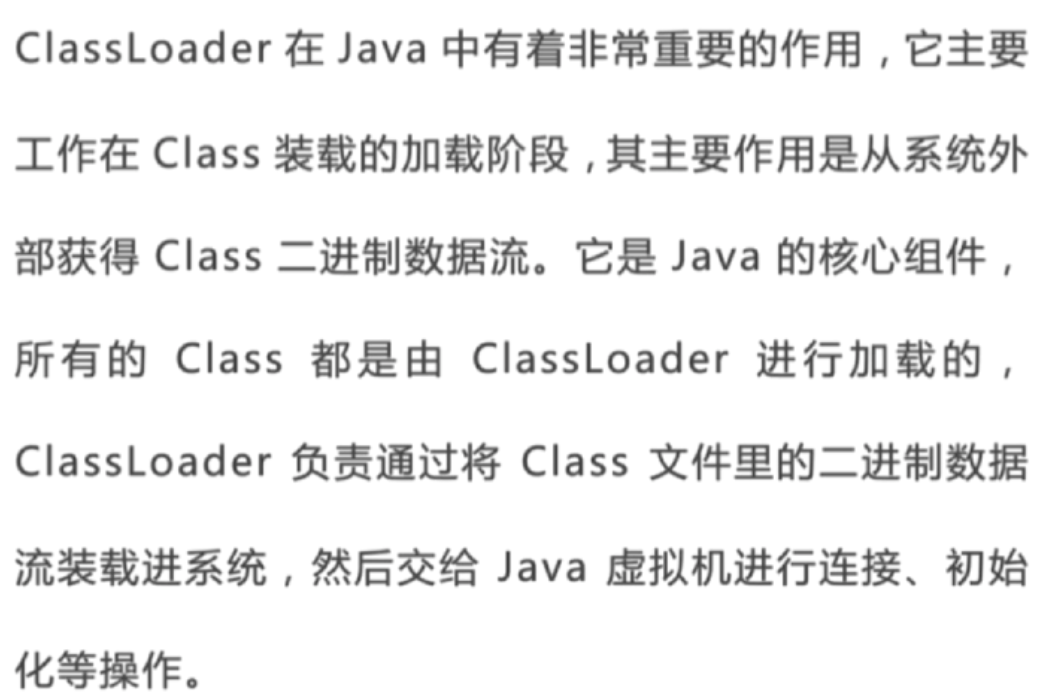 ClassLoader 在 Java 中有着非常重要的作用，它主要
工作在 Class 装载的加载阶段，其主要作用是从系统外
部获得 Class 二进制数据流。它是 Java 的核心组件，
所有的 Class 都是由 ClassLoader 进行加载的，
ClassLoader 负责通过将 Class 文件里的二进制数据
流装载进系统，然后交给 Java 虚拟机进行连接、初始
化等操作。